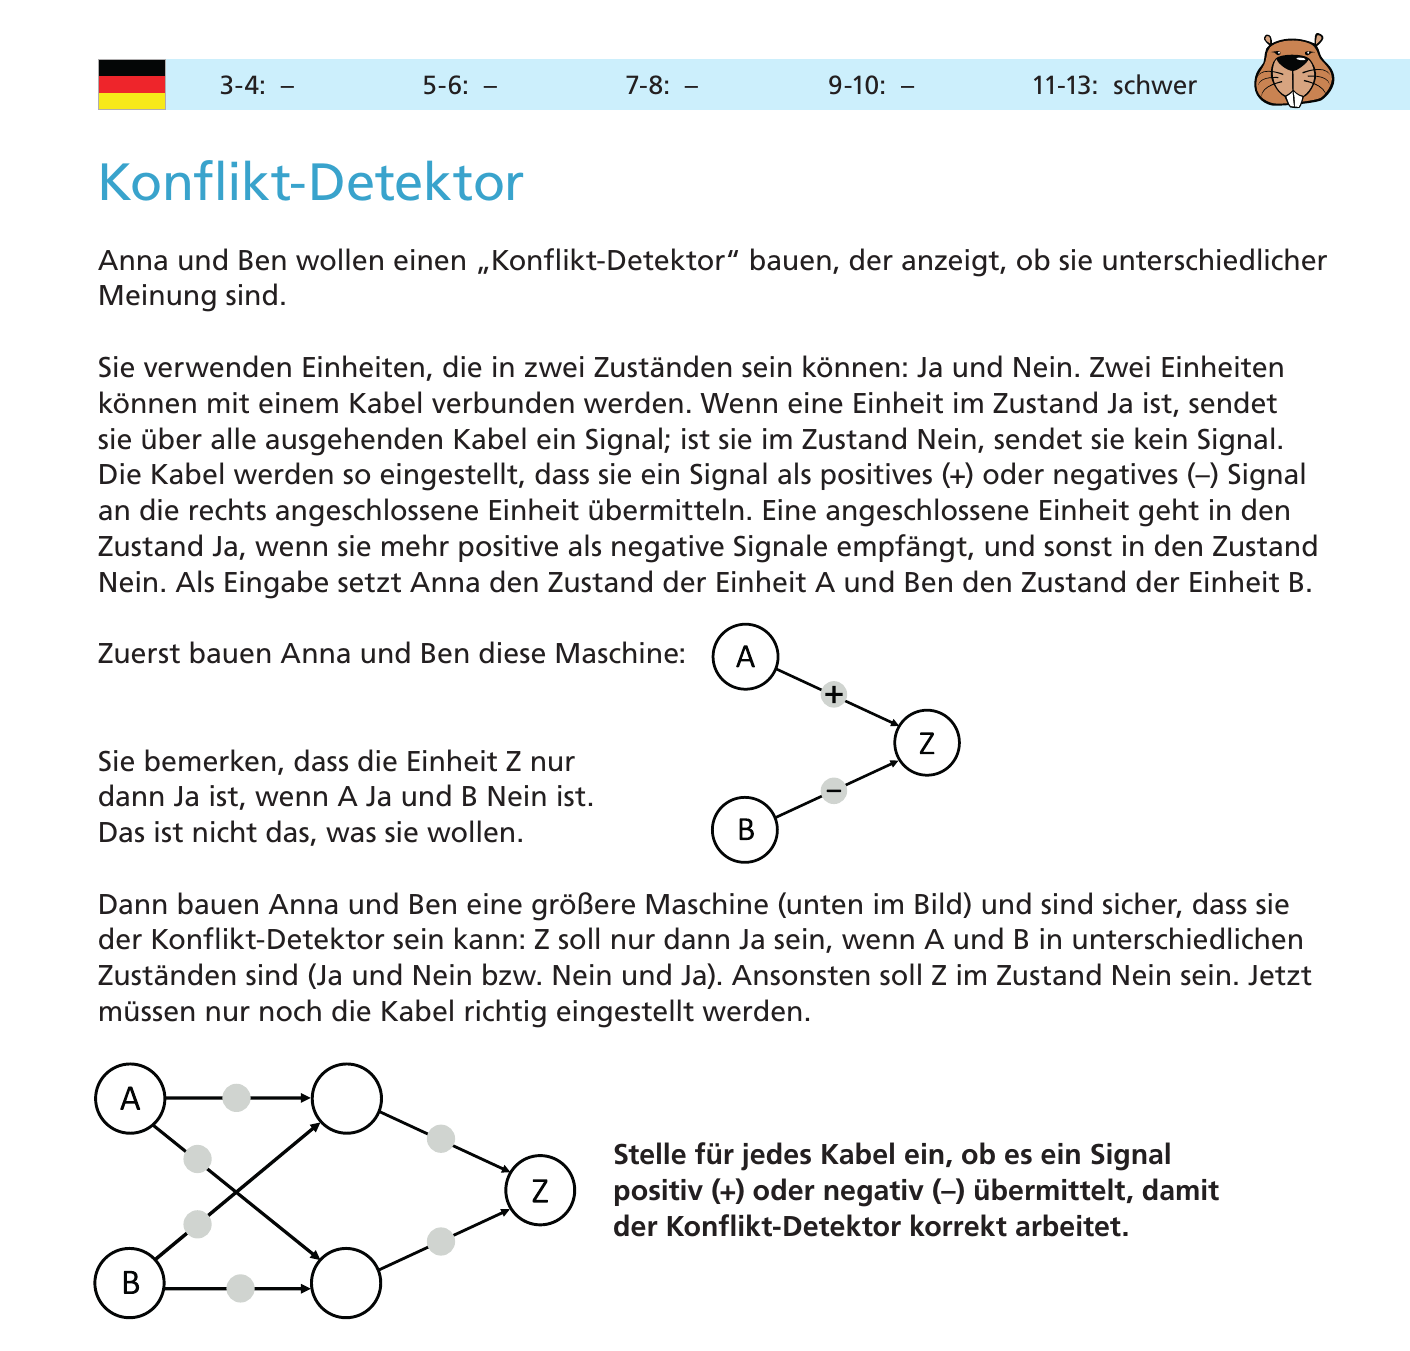 3-4: –
5-6: –
7-8: –
9-10: –
11-13: schwer
Konflikt-Detektor
Anna und Ben wollen einen „Konflikt-Detektor“ bauen, der anzeigt, ob sie unterschiedlicher
Meinung sind.
Sie verwenden Einheiten, die in zwei Zuständen sein können: Ja und Nein. Zwei Einheiten
können mit einem Kabel verbunden werden. Wenn eine Einheit im Zustand Ja ist, sendet
sie über alle ausgehenden Kabel ein Signal; ist sie im Zustand Nein, sendet sie kein Signal.
Die Kabel werden so eingestellt, dass sie ein Signal als positives (+) oder negatives (–) Signal
an die rechts angeschlossene Einheit übermitteln. Eine angeschlossene Einheit geht in den
Zustand Ja, wenn sie mehr positive als negative Signale empfängt, und sonst in den Zustand
Nein. Als Eingabe setzt Anna den Zustand der Einheit A und Ben den Zustand der Einheit B.
Zuerst bauen Anna und Ben diese Maschine:
A
+
Z
–
B
Sie bemerken, dass die Einheit Z nur
dann Ja ist, wenn A Ja und B Nein ist.
Das ist nicht das, was sie wollen.
Dann bauen Anna und Ben eine größere Maschine (unten im Bild) und sind sicher, dass sie
der Konflikt-Detektor sein kann: Z soll nur dann Ja sein, wenn A und B in unterschiedlichen
Zuständen sind (Ja und Nein bzw. Nein und Ja). Ansonsten soll Z im Zustand Nein sein. Jetzt
müssen nur noch die Kabel richtig eingestellt werden.
A
Z
B
Stelle für jedes Kabel ein, ob es ein Signal
positiv (+) oder negativ (–) übermittelt, damit
der Konflikt-Detektor korrekt arbeitet.